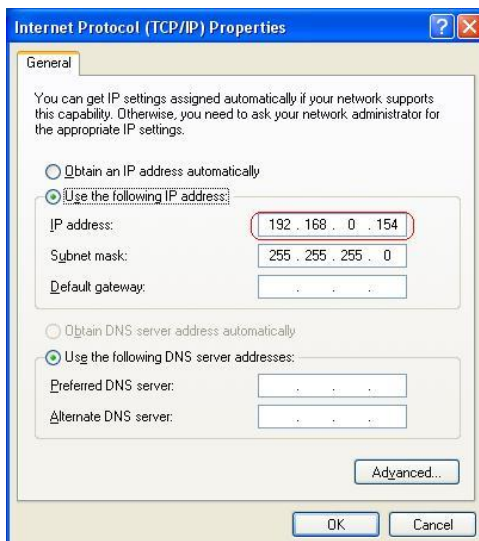 Internet Protocol (TCP/IP) Properties
General
You can get IP settings assigned automatically if your network supports
this capability. Otherwise, you need to ask your network administrator for
the appropriate IP settings.
Obtain an IP address automatically
Use the following IP address:
IP address: 192 . 168 . 0 . 154
Subnet mask: 255 . 255 . 255 . 0
Default gateway: . . .
Obtain DNS server address automatically
Use the following DNS server addresses:
Preferred DNS server: . . .
Alternate DNS server: . . .
Advanced...
OK Cancel